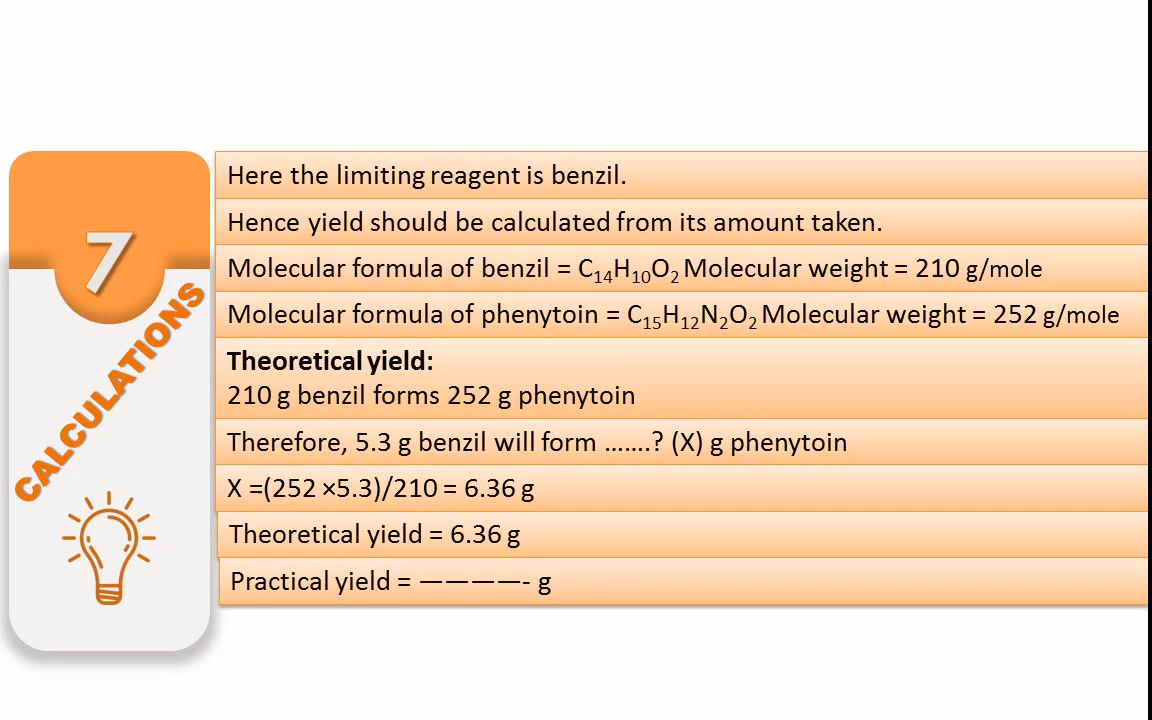 7
CALCULATIONS
Here the limiting reagent is benzil.
Hence yield should be calculated from its amount taken.
Molecular formula of benzil = C₁₄H₁₀O₂ Molecular weight = 210 g/mole
Molecular formula of phenytoin = C₁₅H₁₂N₂O₂ Molecular weight = 252 g/mole
Theoretical yield:
210 g benzil forms 252 g phenytoin
Therefore, 5.3 g benzil will form …….? (X) g phenytoin
X =(252 ×5.3)/210 = 6.36 g
Theoretical yield = 6.36 g
Practical yield = ————- g